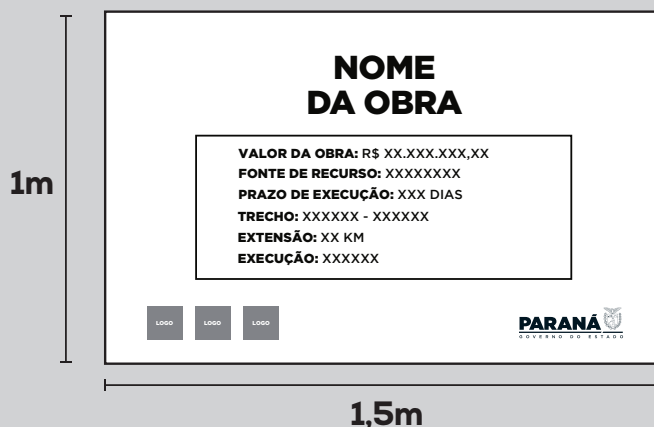 1m
NOME
DA OBRA
VALOR DA OBRA: R$ XX.XXX.XXX,XX
FONTE DE RECURSO: XXXXXXXX
PRAZO DE EXECUÇÃO: XXX DIAS
TRECHO: XXXXXX - XXXXXX
EXTENSÃO: XX KM
EXECUÇÃO: XXXXXX
LOGO LOGO LOGO
PARANÁ
GOVERNO DO ESTADO
1,5m